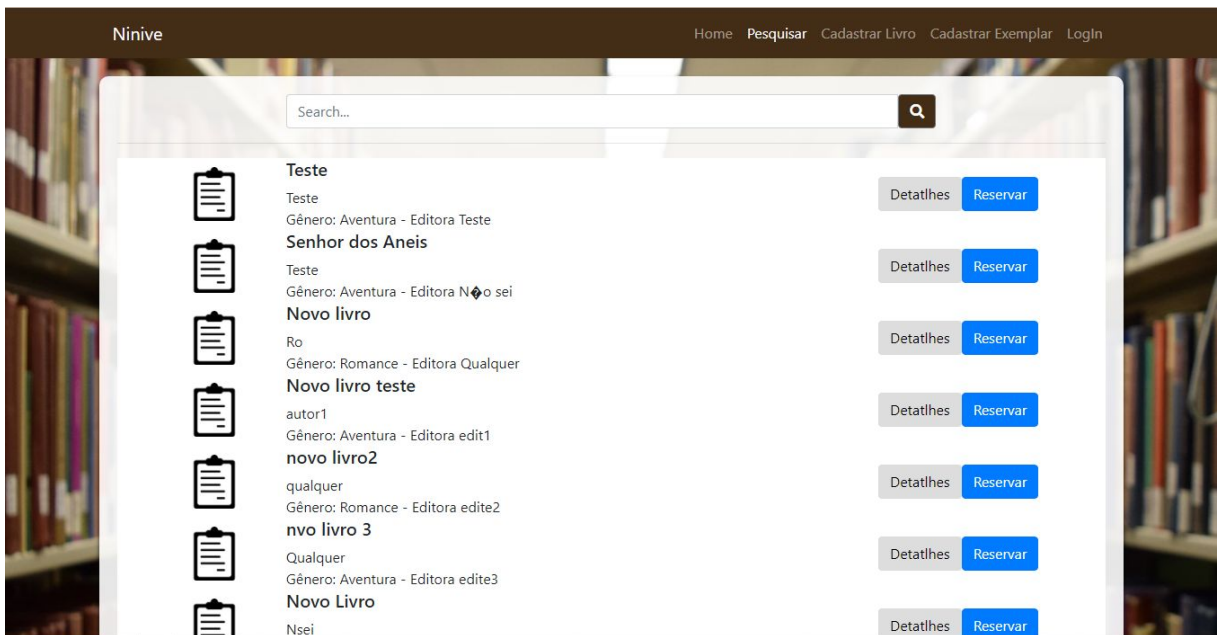 Ninive
Home Pesquisar Cadastrar Livro Cadastrar Exemplar LogIn
Search...
Teste
Teste
Gênero: Aventura - Editora Teste
Detatlhes Reservar
Senhor dos Aneis
Teste
Gênero: Aventura - Editora N�o sei
Detatlhes Reservar
Novo livro
Ro
Gênero: Romance - Editora Qualquer
Detatlhes Reservar
Novo livro teste
autor1
Gênero: Aventura - Editora edit1
Detatlhes Reservar
novo livro2
qualquer
Gênero: Romance - Editora edite2
Detatlhes Reservar
nvo livro 3
Qualquer
Gênero: Aventura - Editora edite3
Detatlhes Reservar
Novo Livro
Nsei
Detatlhes Reservar